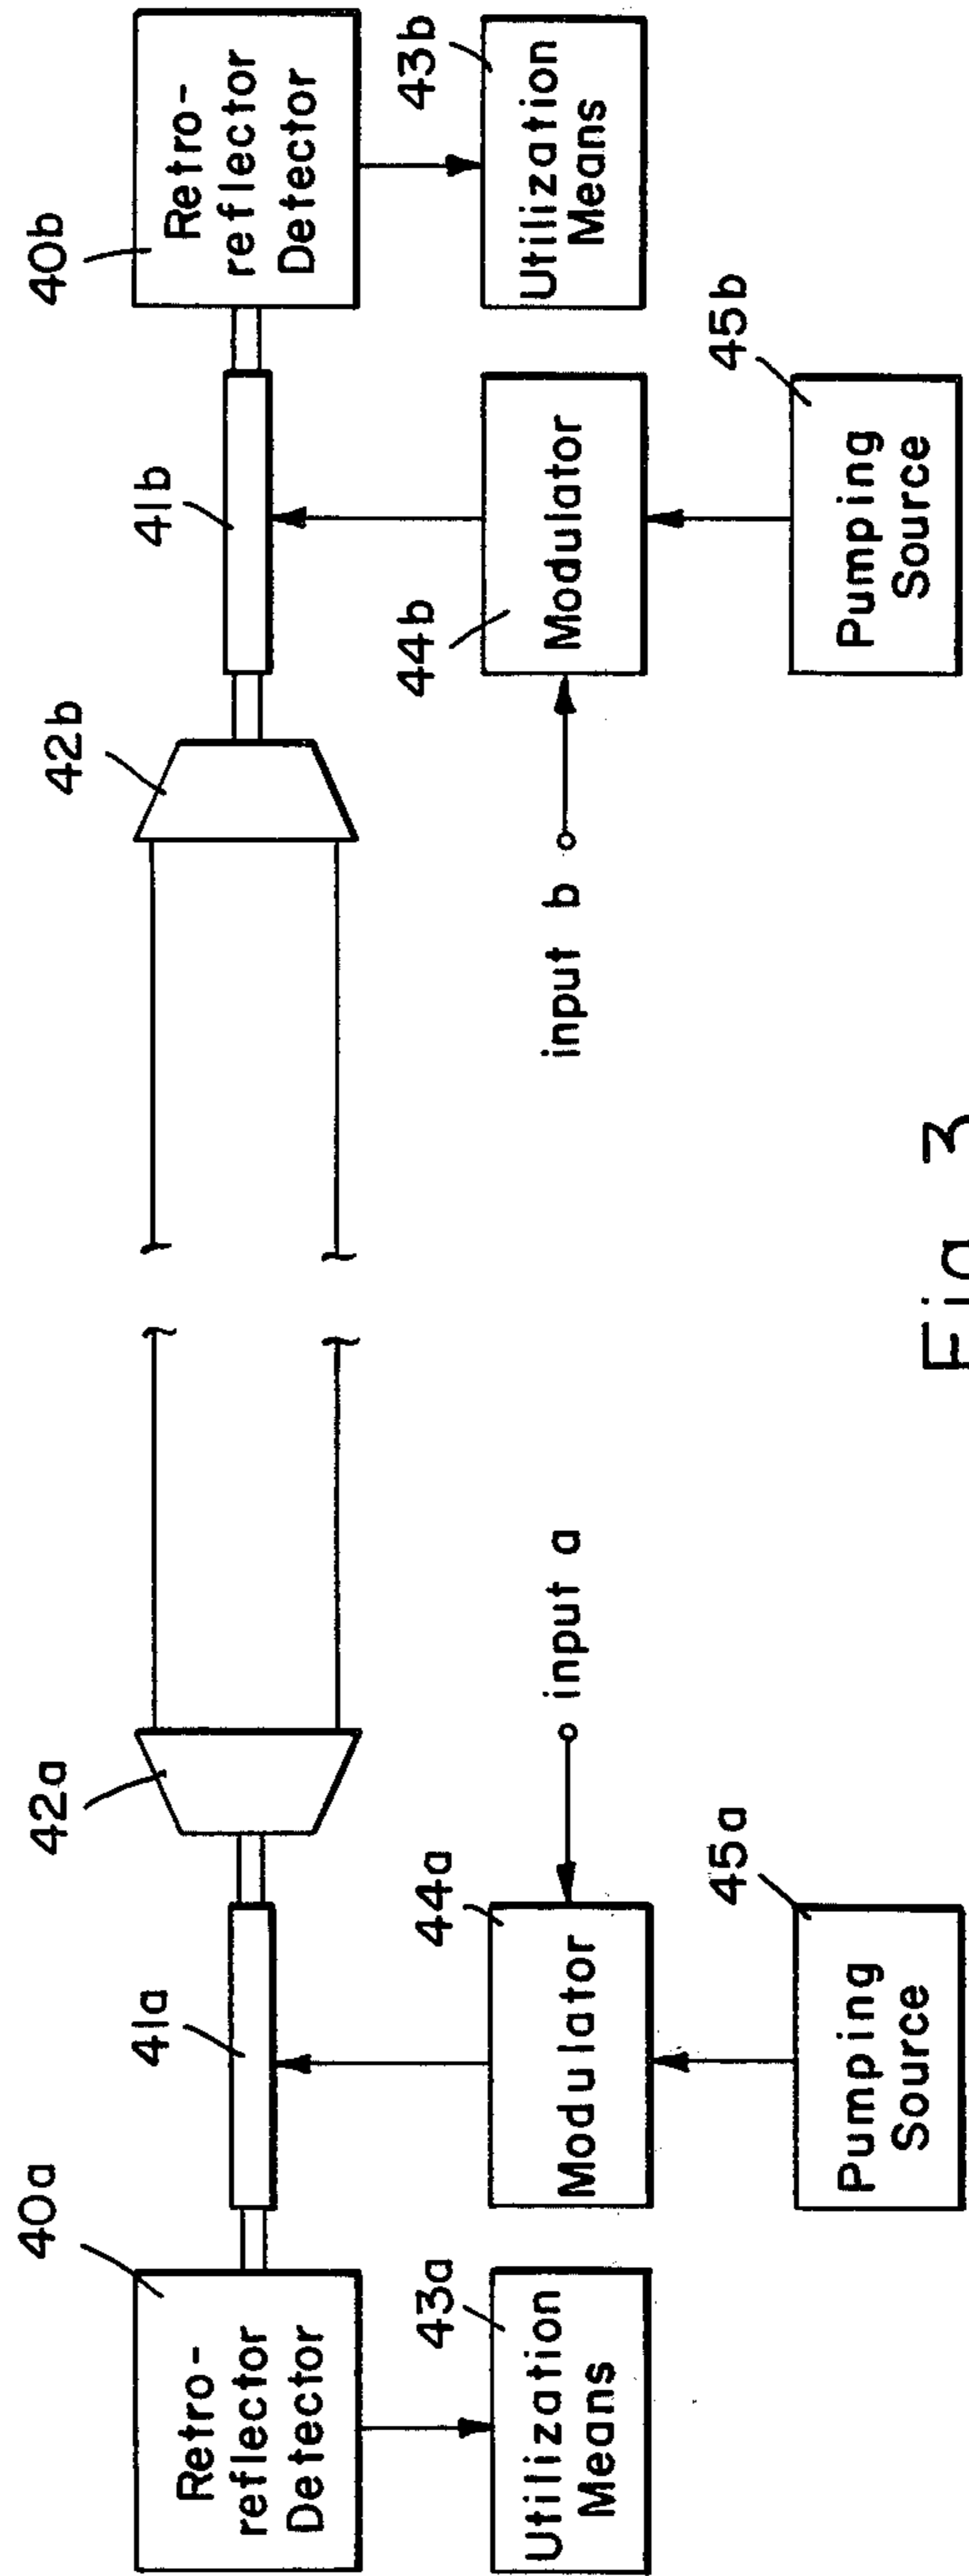 40a
Retro-
reflector
Detector
41a
42a
43a
Utilization
Means
44a
Modulator
input a
45a
Pumping
Source
42b
41b
40b
Retro-
reflector
Detector
input b
44b
Modulator
43b
Utilization
Means
45b
Pumping
Source
Fig. 3